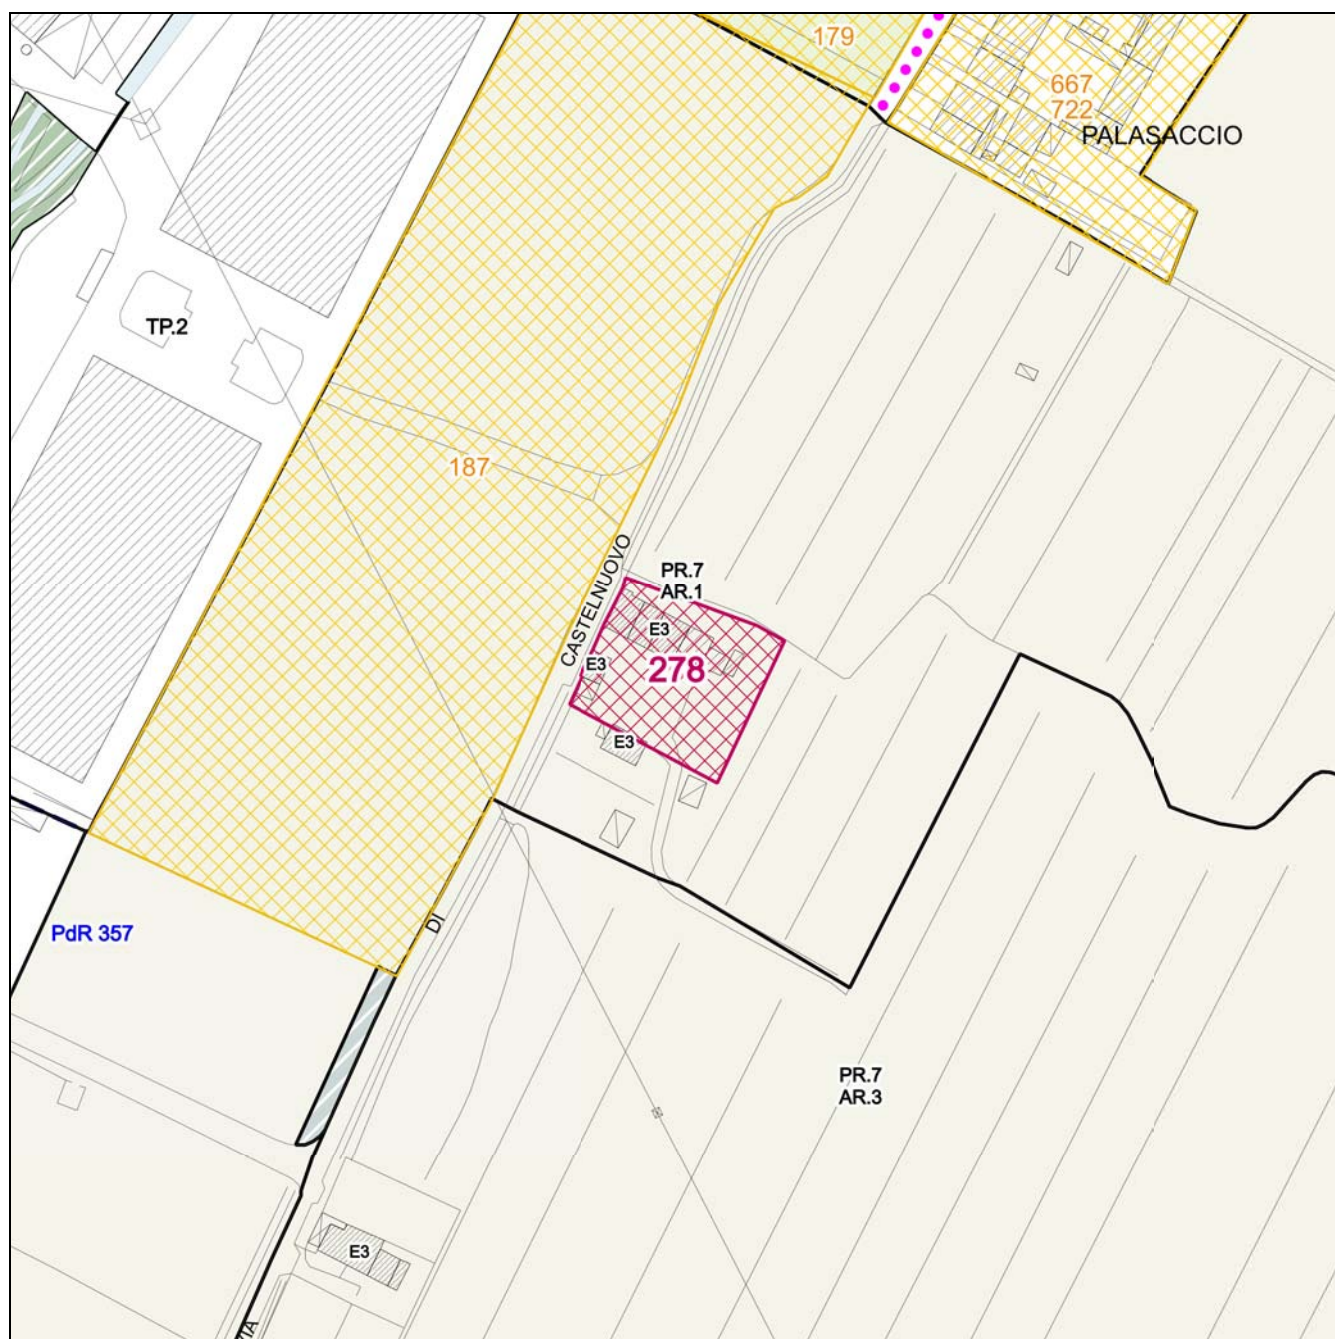 179
667
722
PALASACCIO
TP.2
187
CASTELNUOVO
PR.7
AR.1
E3
E3
278
E3
DI
PdR 357
PR.7
AR.3
E3
VIA